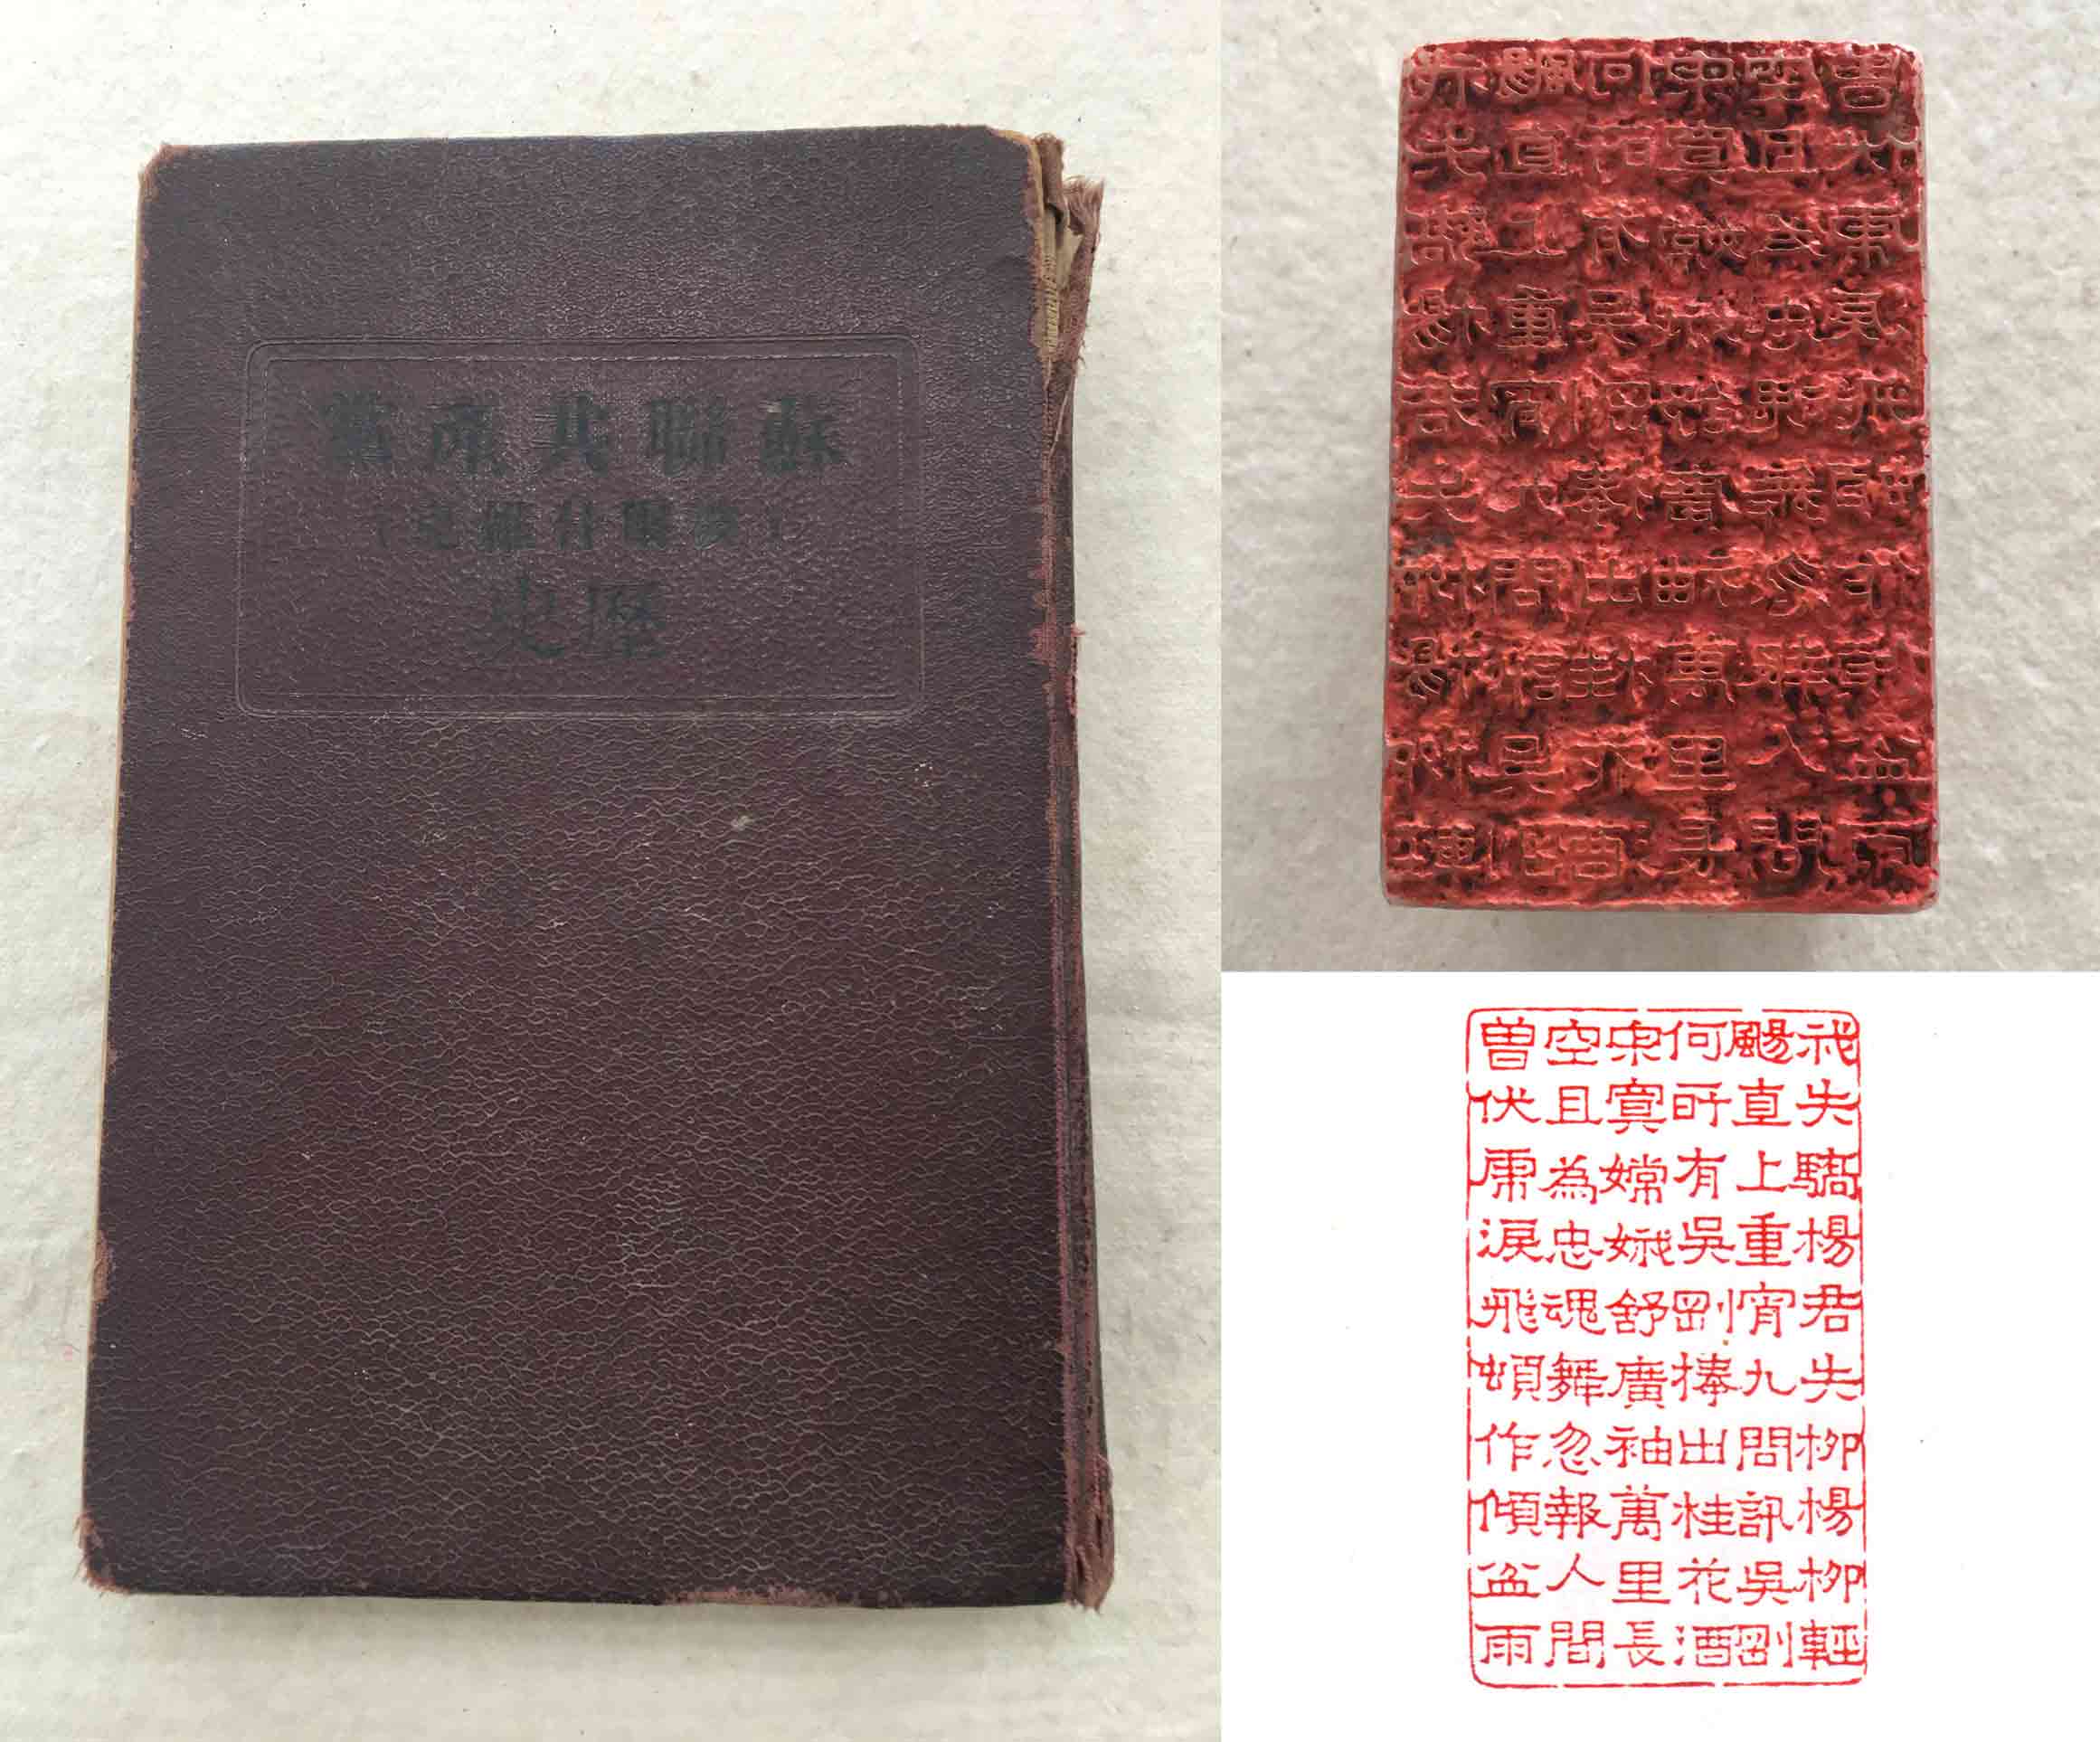 蘇聯共產黨
（布爾什維克）
歷史
我失驕楊君失柳楊柳輕
颺直上重宵九問訊吳剛
何所有吳剛捧出桂花酒
寂寞嫦娥舒廣袖萬里長
空且為忠魂舞忽報人間
曾伏虎淚飛頓作傾盆雨